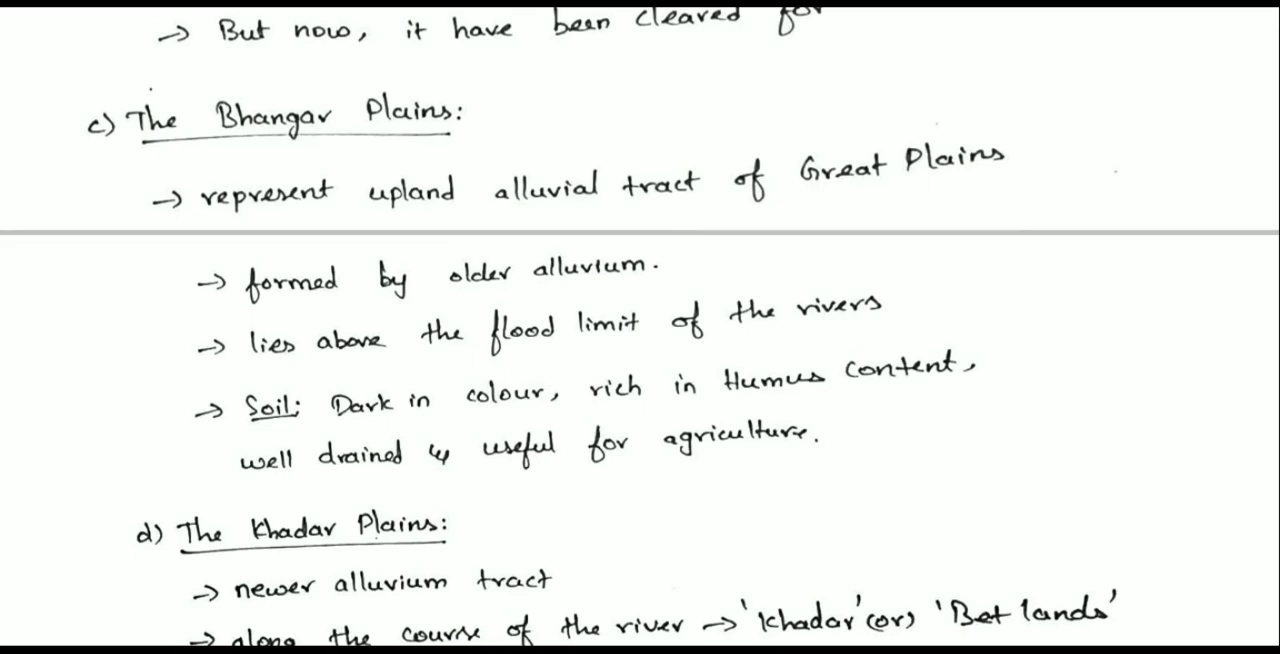 → But now, it have been cleared for
c) The Bhangar Plains:
→ represent upland alluvial tract of Great Plains
→ formed by older alluvium.
→ lies above the flood limit of the rivers
→ Soil: Dark in colour, rich in Humus content,
well drained & useful for agriculture.
d) The Khadar Plains:
→ newer alluvium tract
→ along the course of the river → 'Khadar' (or) 'Bet lands'